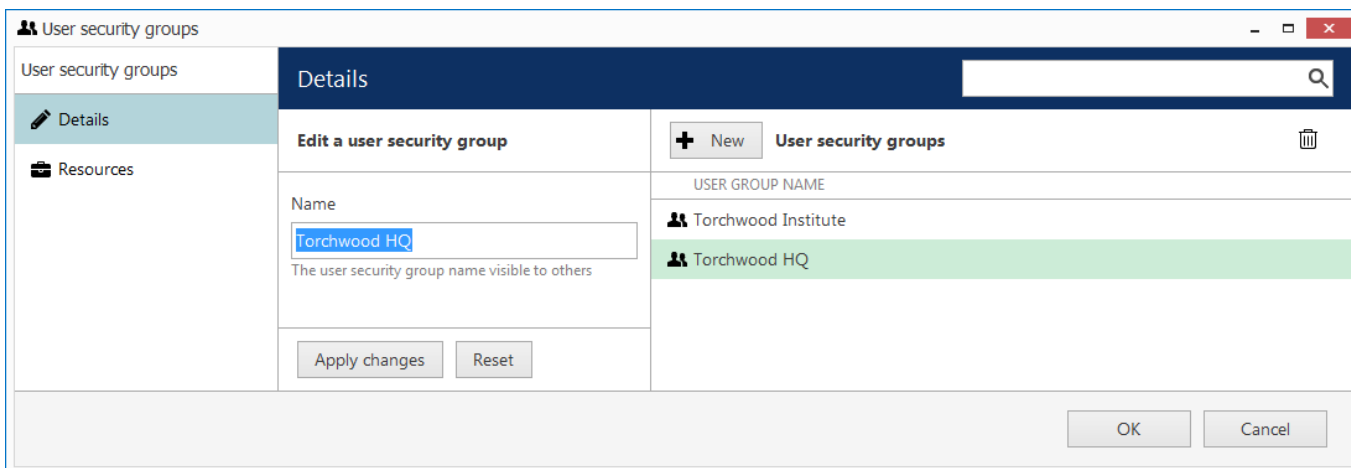 User security groups
User security groups
Details
Resources
Details
Edit a user security group
Name
Torchwood HQ
The user security group name visible to others
Apply changes Reset
New User security groups
USER GROUP NAME
Torchwood Institute
Torchwood HQ
OK Cancel